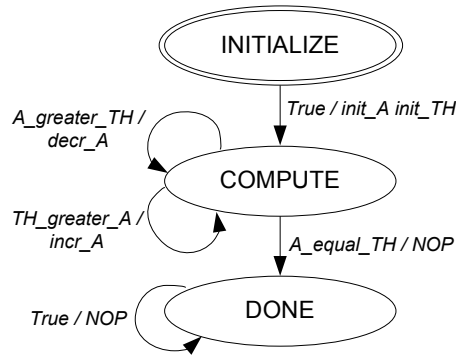 INITIALIZE
True / init_A init_TH
A_greater_TH /
decr_A
COMPUTE
TH_greater_A /
incr_A
A_equal_TH / NOP
DONE
True / NOP